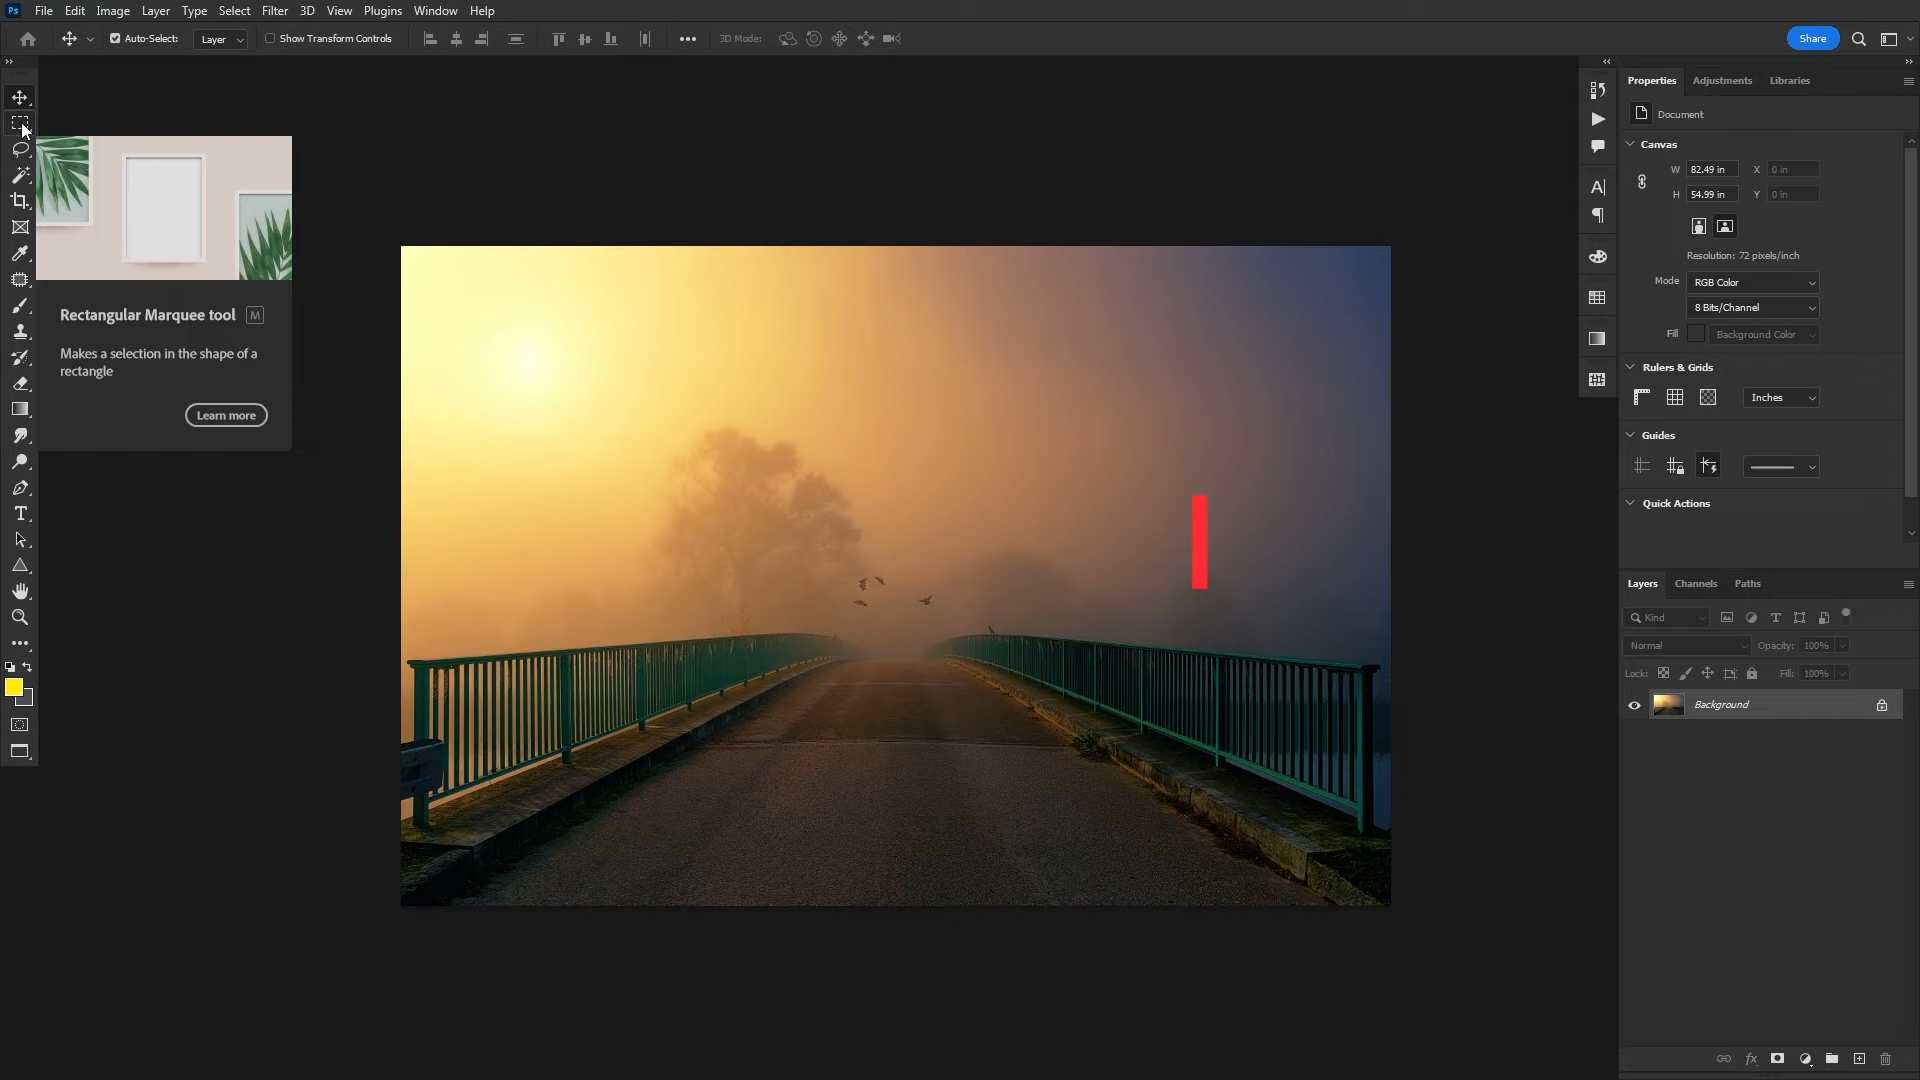 Ps File Edit Image Layer Type Select Filter 3D View Plugins Window Help
Auto-Select: Layer Show Transform Controls 3D Mode: Share
Properties Adjustments Libraries
Document
Canvas
W 82.49 in X 0 in
H 54.99 in Y 0 in
Resolution: 72 pixels/inch
Mode RGB Color
8 Bits/Channel
Fill Background Color
Rulers & Grids
Inches
Guides
Quick Actions
Rectangular Marquee tool M
Makes a selection in the shape of a
rectangle
Learn more
Layers Channels Paths
Kind
Normal Opacity: 100%
Lock: Fill: 100%
Background